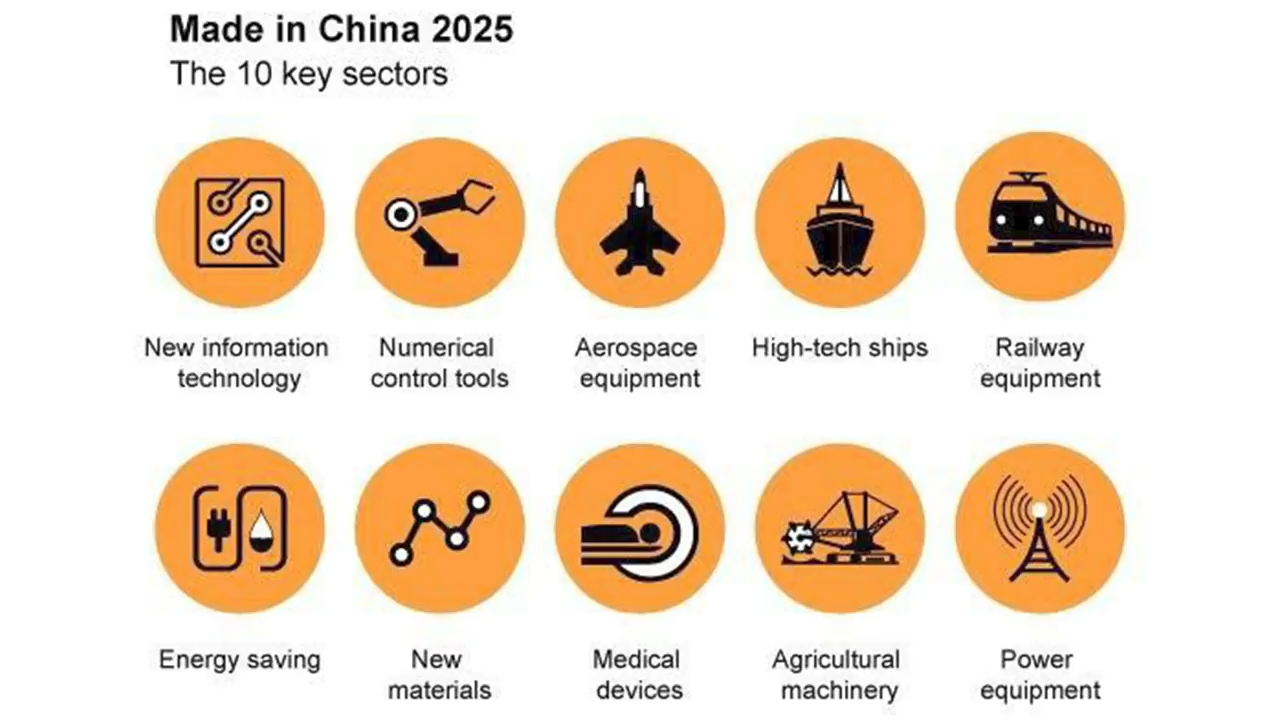 Made in China 2025
The 10 key sectors
New information
technology
Numerical
control tools
Aerospace
equipment
High-tech ships
Railway
equipment
Energy saving
New
materials
Medical
devices
Agricultural
machinery
Power
equipment